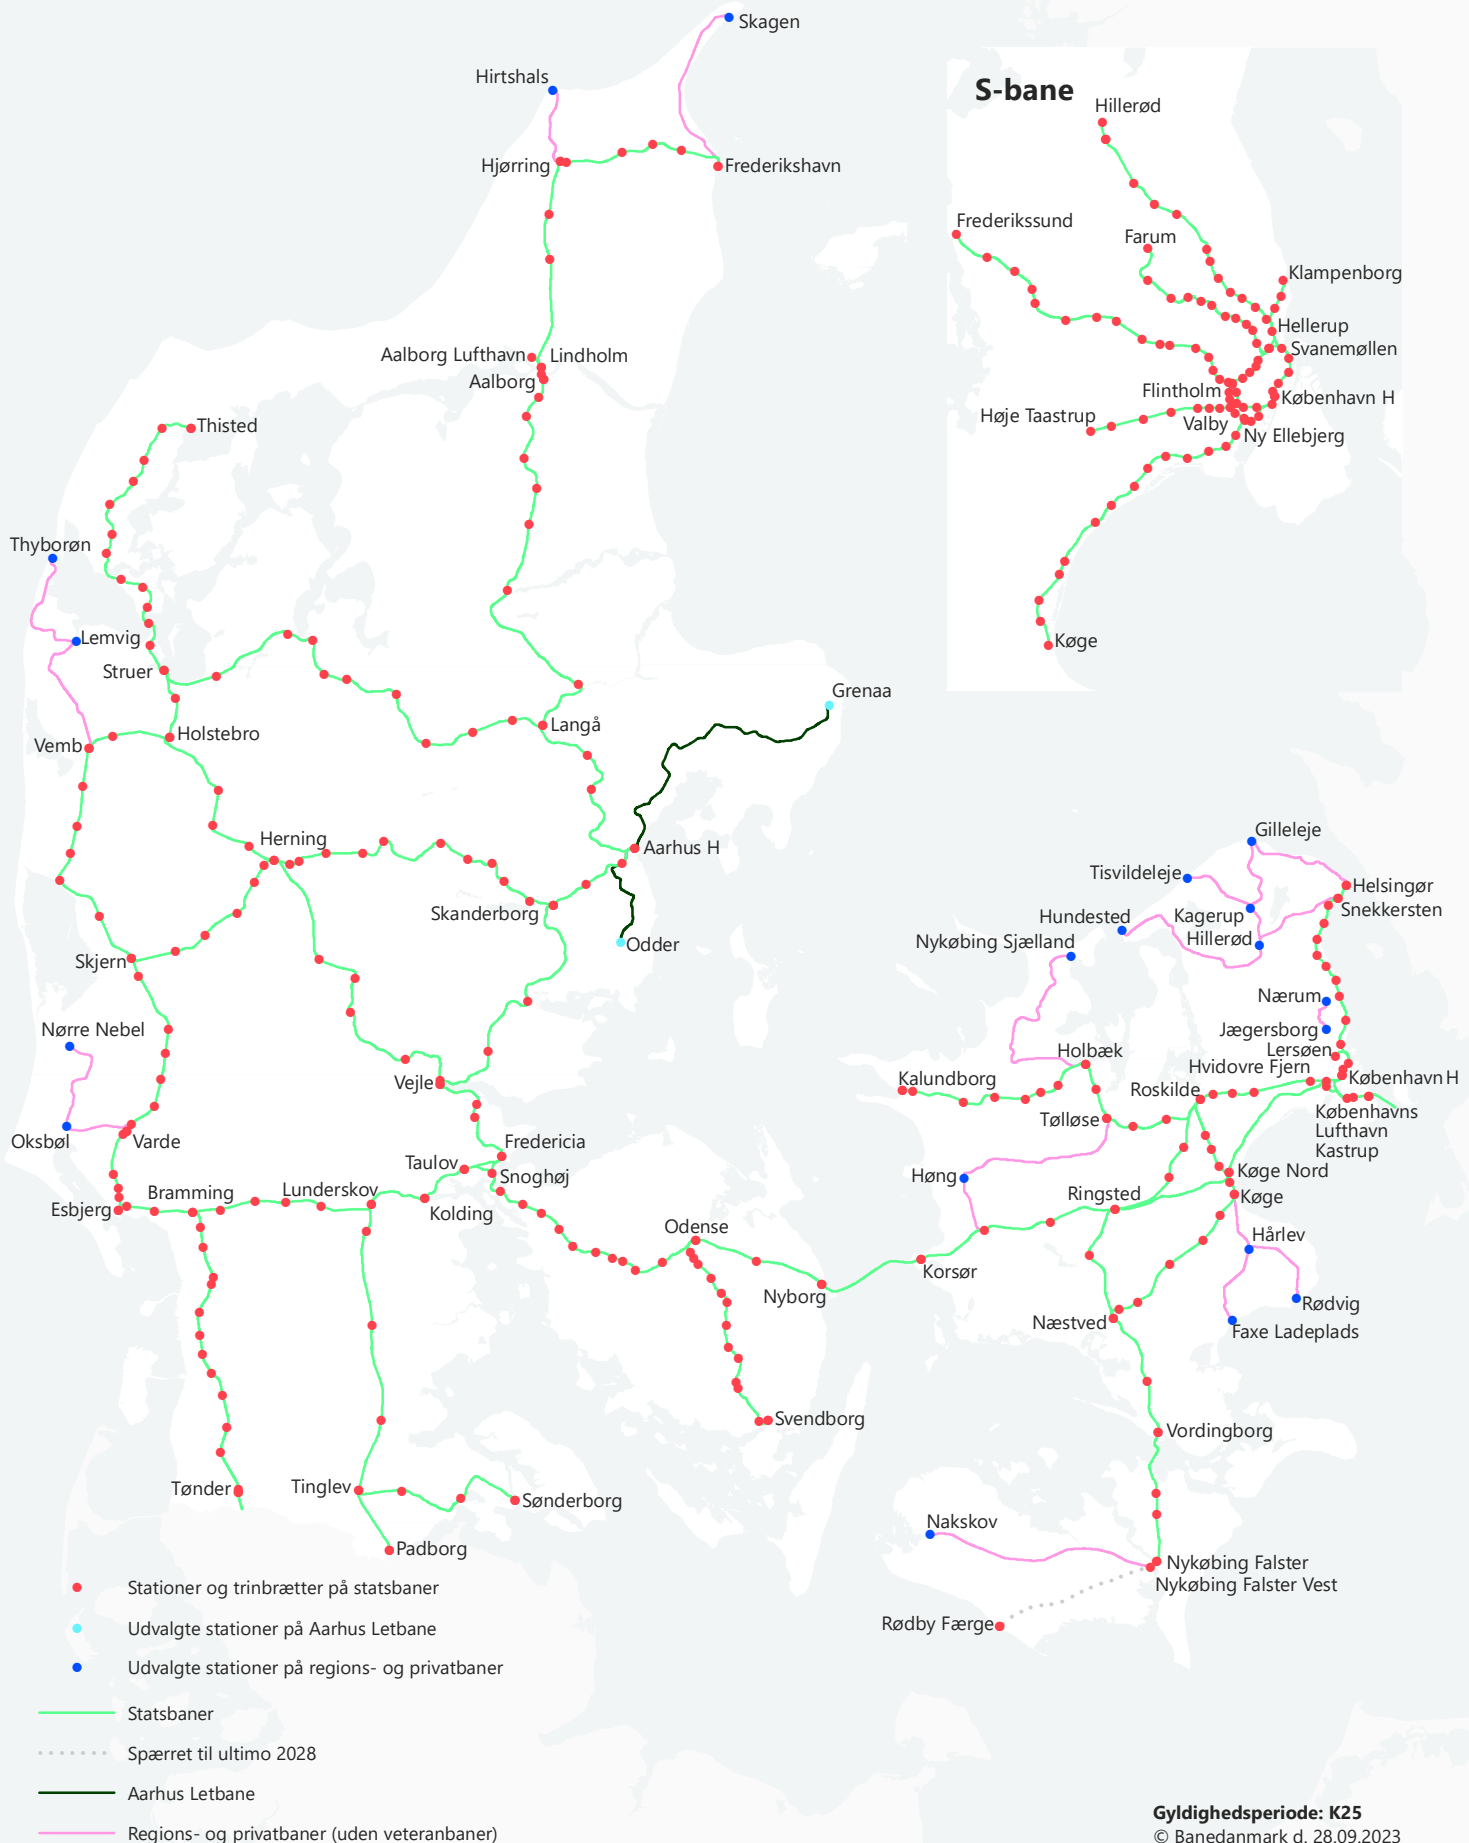 Skagen
Hirtshals
Hjørring
Frederikshavn
S-bane
Hillerød
Frederikssund
Farum
Klampenborg
Hellerup
Svanemøllen
Flintholm
København H
Høje Taastrup
Valby
Ny Ellebjerg
Køge
Aalborg Lufthavn
Lindholm
Aalborg
Thisted
Thyborøn
Lemvig
Struer
Grenaa
Langå
Holstebro
Vemb
Herning
Aarhus H
Skanderborg
Odder
Skjern
Nørre Nebel
Vejle
Oksbøl
Varde
Fredericia
Taulov
Snoghøj
Bramming
Lunderskov
Esbjerg
Kolding
Odense
Nyborg
Svendborg
Tønder
Tinglev
Sønderborg
Padborg
Gilleleje
Tisvildeleje
Helsingør
Snekkersten
Kagerup
Hundested
Hillerød
Nykøbing Sjælland
Nærum
Jægersborg
Lersøen
Holbæk
Hvidovre Fjern
København H
Kalundborg
Roskilde
Københavns
Lufthavn
Kastrup
Tølløse
Høng
Køge Nord
Ringsted
Køge
Hårlev
Korsør
Rødvig
Næstved
Faxe Ladeplads
Vordingborg
Nakskov
Nykøbing Falster
Nykøbing Falster Vest
Rødby Færge
Stationer og trinbrætter på statsbaner
Udvalgte stationer på Aarhus Letbane
Udvalgte stationer på regions- og privatbaner
Statsbaner
Spærret til ultimo 2028
Aarhus Letbane
Regions- og privatbaner (uden veteranbaner)
Gyldighedsperiode: K25
© Banedanmark d. 28.09.2023